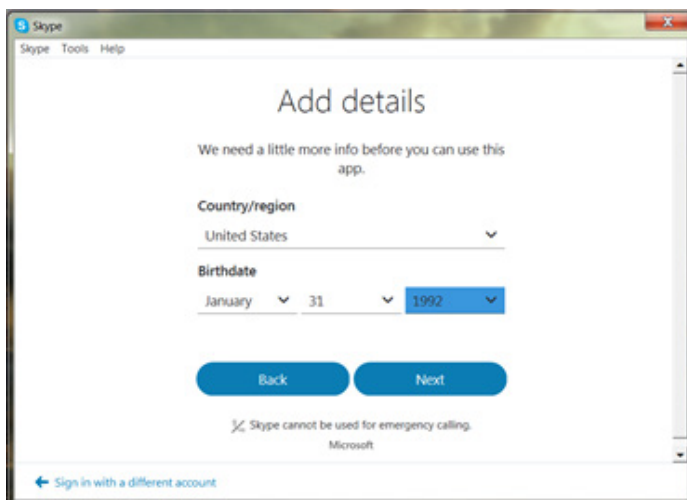 Skype
Skype Tools Help
Add details
We need a little more info before you can use this
app.
Country/region
United States
Birthdate
January 31 1992
Back Next
Skype cannot be used for emergency calling.
Microsoft
Sign in with a different account